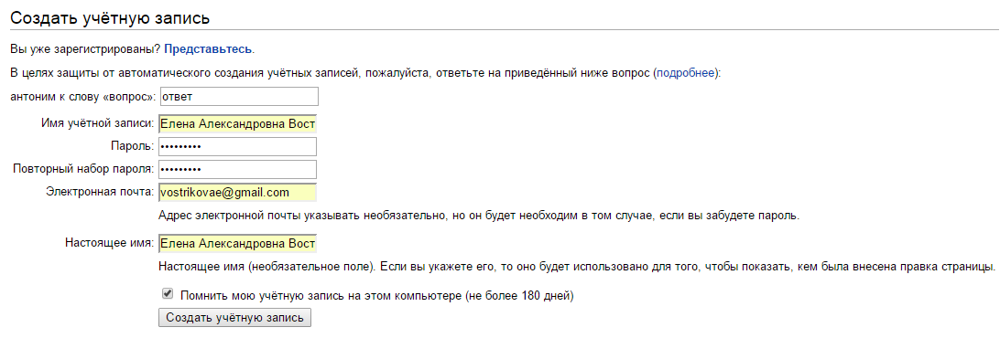 Создать учётную запись
Вы уже зарегистрированы? Представьтесь.
В целях защиты от автоматического создания учётных записей, пожалуйста, ответьте на приведённый ниже вопрос (подробнее):
антоним к слову «вопрос»: ответ
Имя учётной записи: Елена Александровна Вост
Пароль: •••••••••
Повторный набор пароля: •••••••••
Электронная почта: vostrikovae@gmail.com
Адрес электронной почты указывать необязательно, но он будет необходим в том случае, если вы забудете пароль.
Настоящее имя: Елена Александровна Вост
Настоящее имя (необязательное поле). Если вы укажете его, то оно будет использовано для того, чтобы показать, кем была внесена правка страницы.
Помнить мою учётную запись на этом компьютере (не более 180 дней)
Создать учётную запись